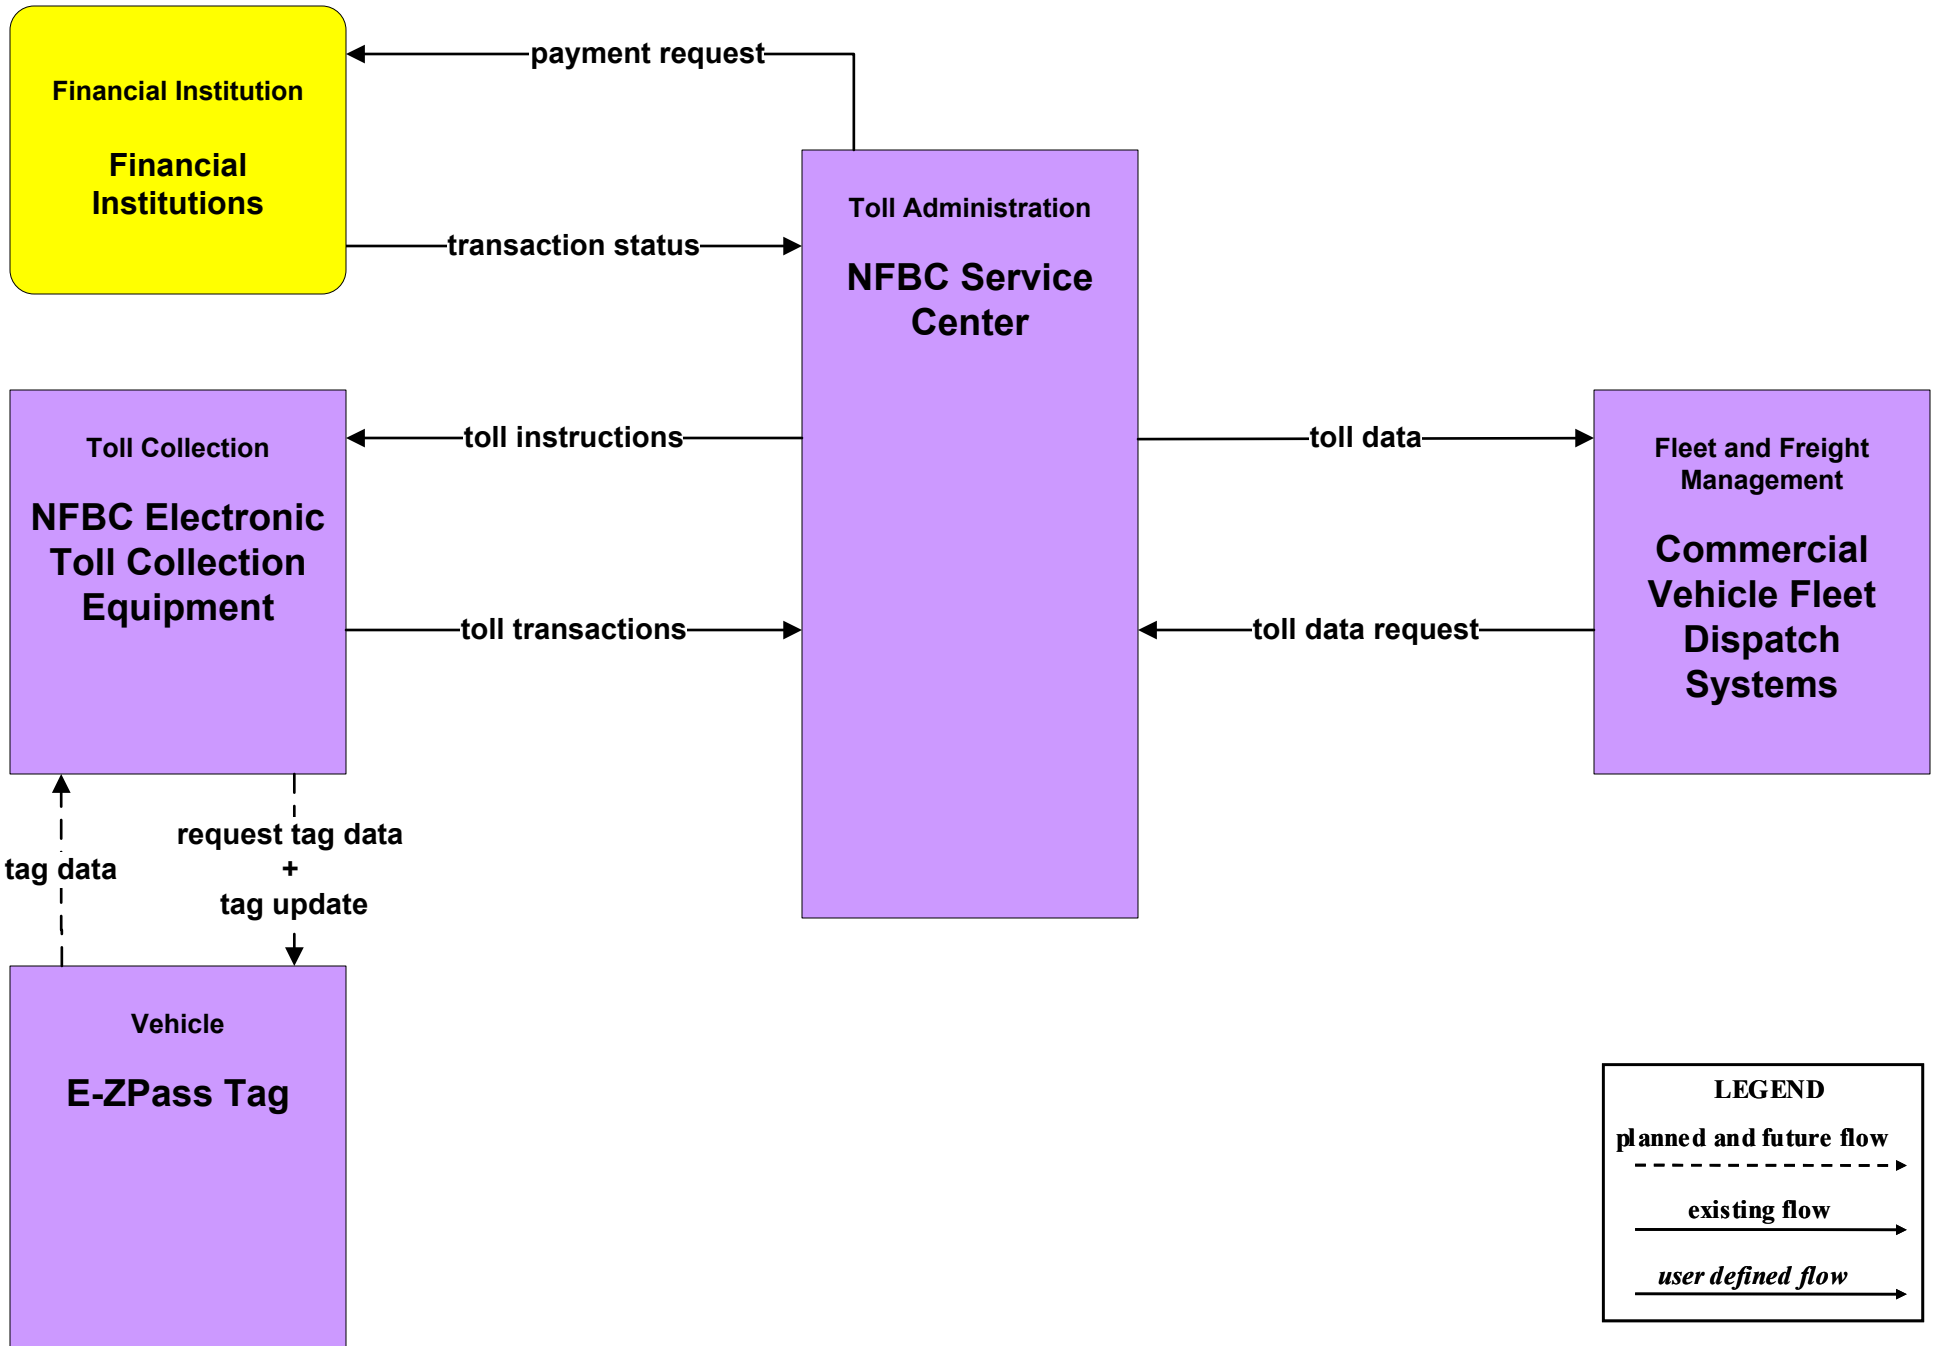 payment request
Financial Institution
Financial
Institutions
transaction status
Toll Administration
NFBC Service
Center
toll instructions
toll data
Toll Collection
NFBC Electronic
Toll Collection
Equipment
Fleet and Freight
Management
Commercial
Vehicle Fleet
Dispatch
Systems
toll transactions
toll data request
request tag data
+
tag update
tag data
Vehicle
E-ZPass Tag
LEGEND
planned and future flow
existing flow
user defined flow